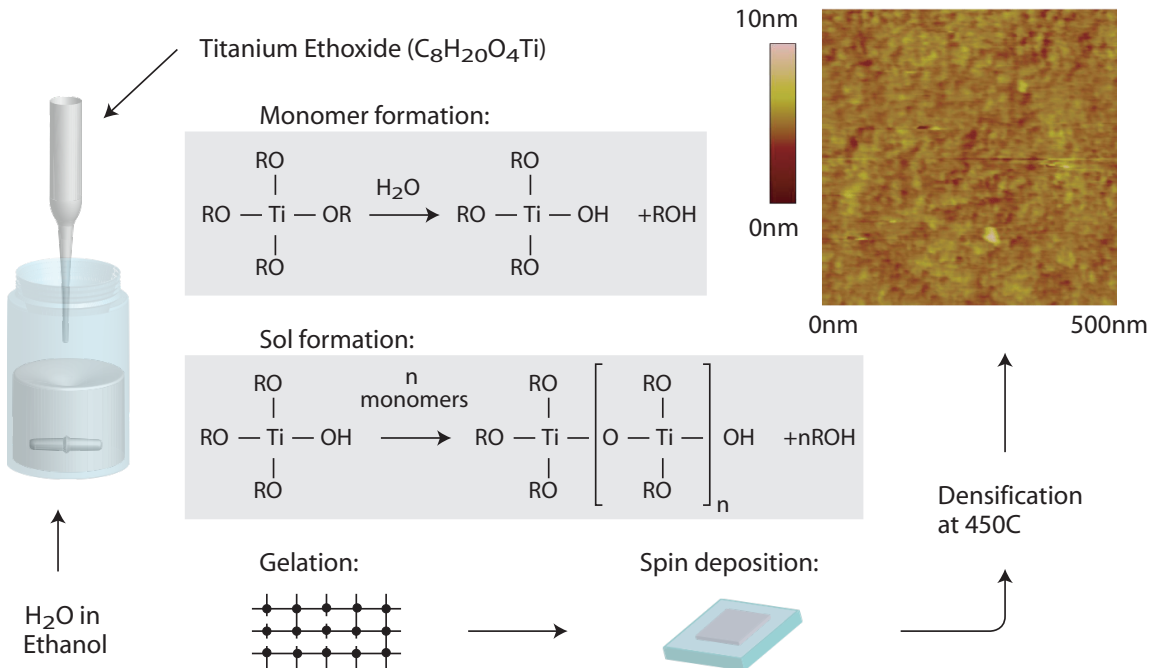 Titanium Ethoxide (C₈H₂₀O₄Ti)
10nm
0nm
0nm
500nm
Monomer formation:
RO
RO — Ti — OR
RO
H₂O
RO
RO — Ti — OH
RO
+ROH
Sol formation:
RO
RO — Ti — OH
RO
n
monomers
RO
RO
RO — Ti — [ O — Ti — ]n OH
RO
RO
+nROH
Densification
at 450C
Gelation:
Spin deposition:
H₂O in
Ethanol